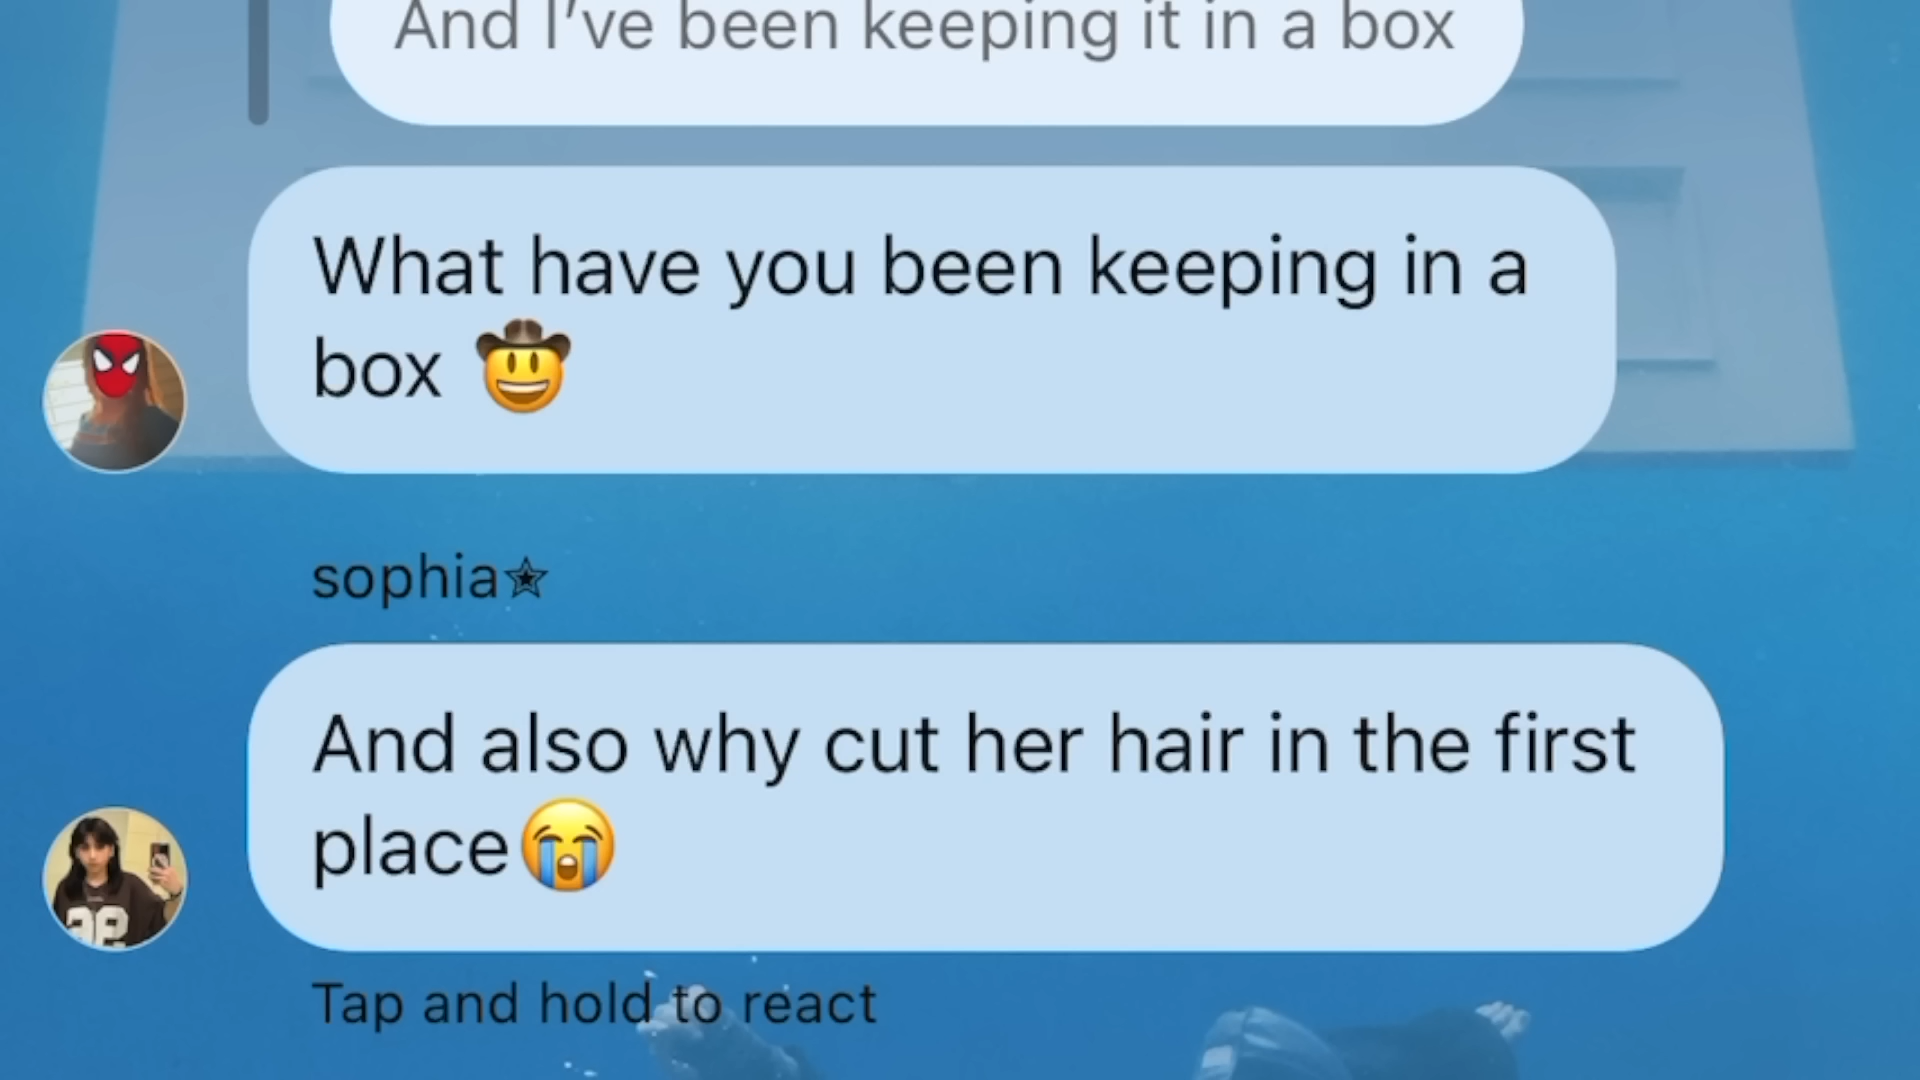 And I've been keeping it in a box
What have you been keeping in a
box 🤠
sophia✯
And also why cut her hair in the first
place😭
Tap and hold to react